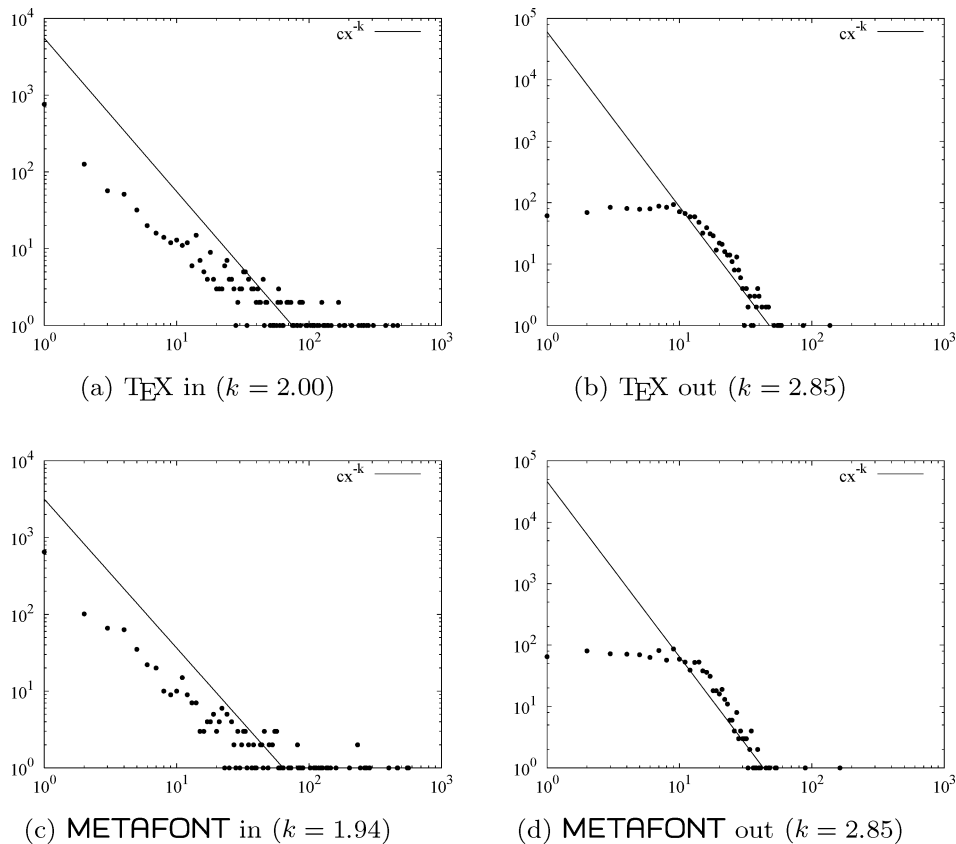 10^4
10^3
10^2
10^1
10^0
10^0 10^1 10^2 10^3
cx^-k
(a) TEX in (k = 2.00)
10^5
10^4
10^3
10^2
10^1
10^0
10^0 10^1 10^2 10^3
cx^-k
(b) TEX out (k = 2.85)
10^4
10^3
10^2
10^1
10^0
10^0 10^1 10^2 10^3
cx^-k
(c) METAFONT in (k = 1.94)
10^5
10^4
10^3
10^2
10^1
10^0
10^0 10^1 10^2 10^3
cx^-k
(d) METAFONT out (k = 2.85)